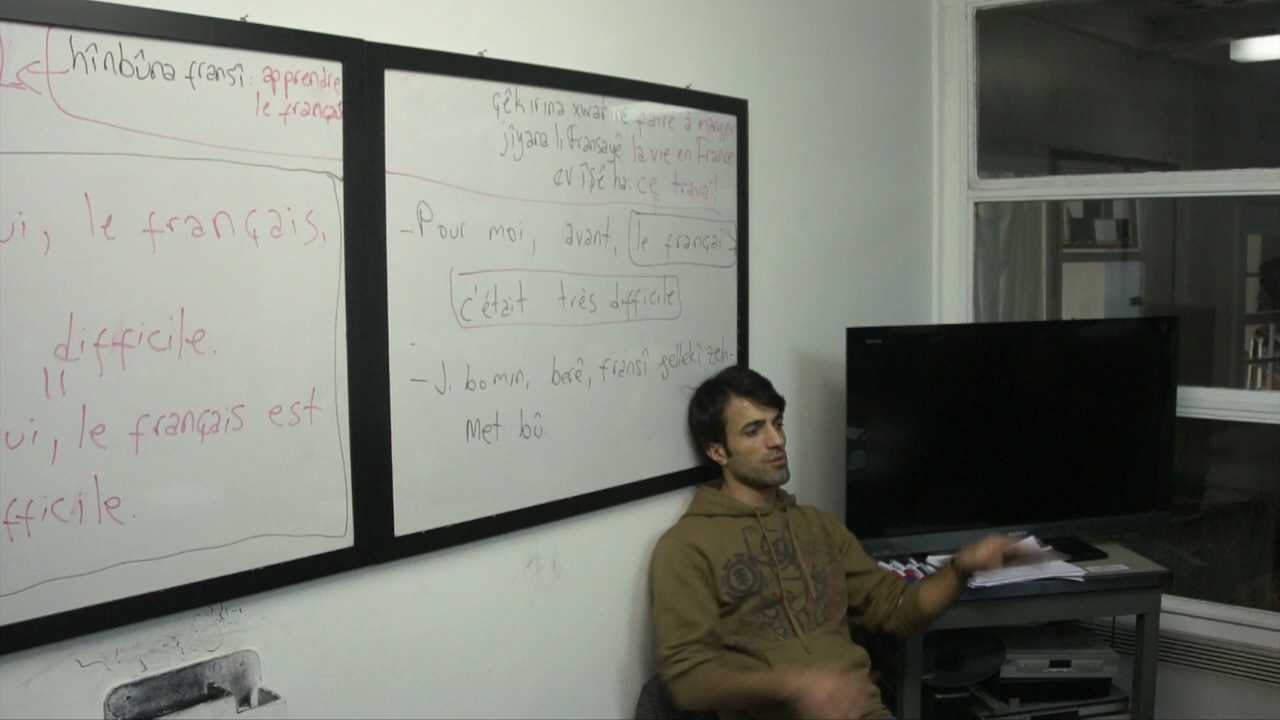 hînbûna fransî: apprendre
le français
ui, le français,
difficile.
ui, le français est
fficile.
çêkirina xwarinê faire à manger
jîyana li Fransayê la vie en France
ev îşê ha: ce travail
- Pour moi, avant, le français
c'était très difficile
- J. bo min, berê, fransî gellekî zeh-
met bû